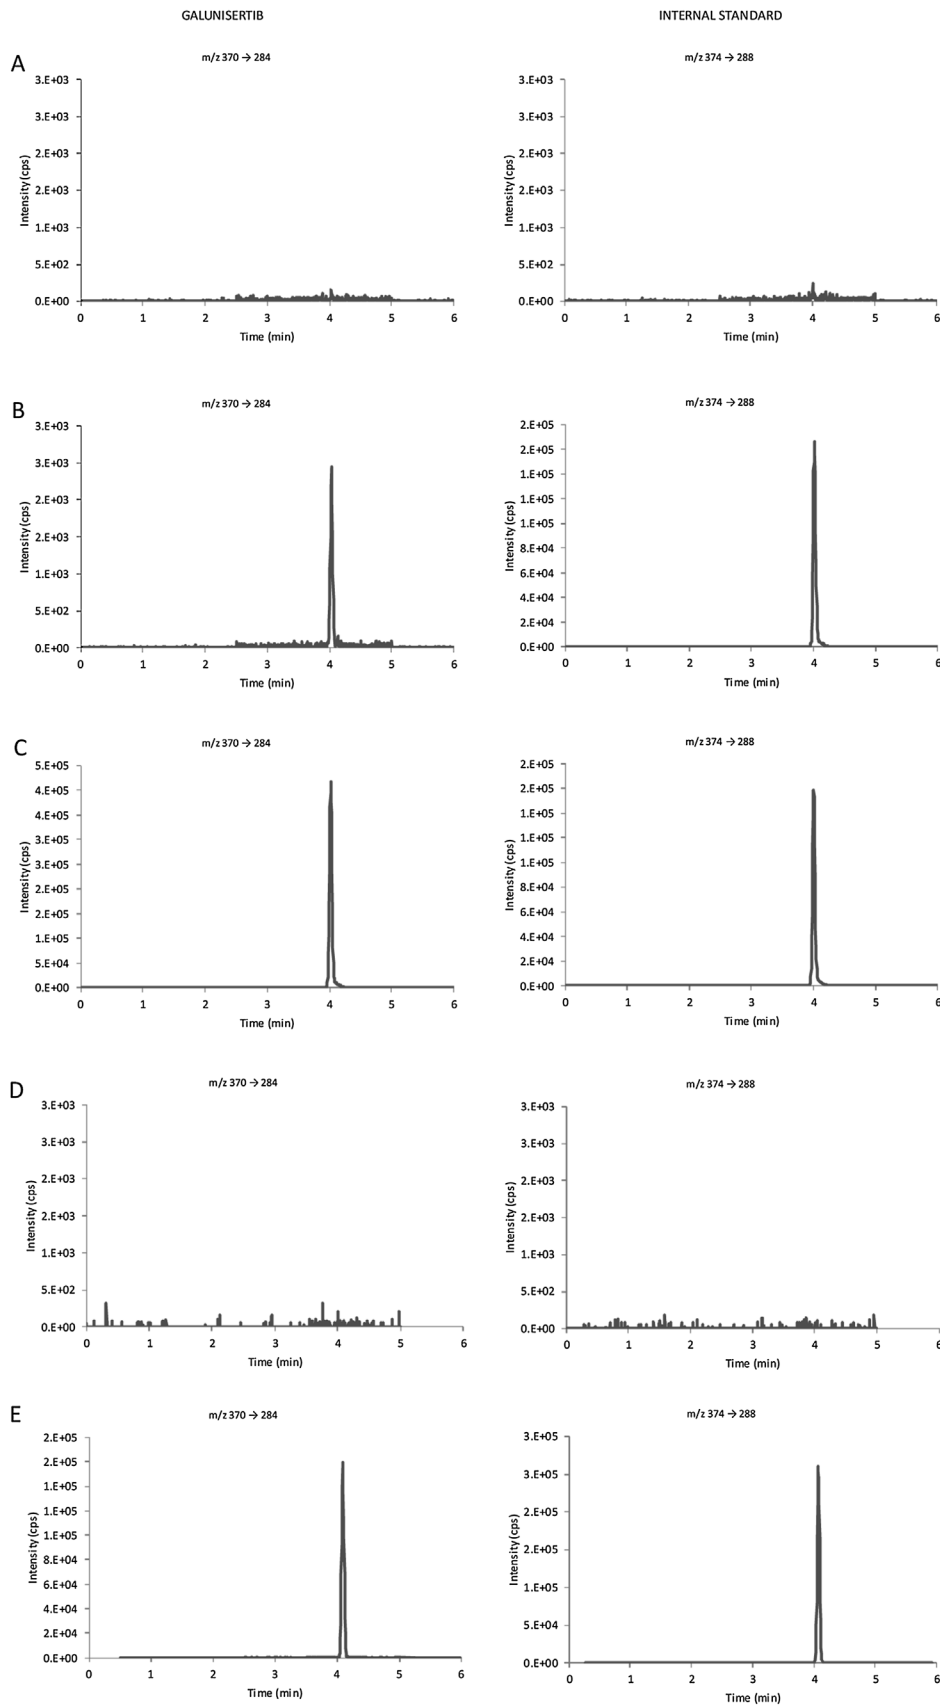 GALUNISERTIB
INTERNAL STANDARD
A
m/z 370 → 284
m/z 374 → 288
3.E+03
3.E+03
2.E+03
2.E+03
1.E+03
5.E+02
0.E+00
Intensity (cps)
0 1 2 3 4 5 6
Time (min)
3.E+03
3.E+03
2.E+03
2.E+03
1.E+03
5.E+02
0.E+00
Intensity (cps)
0 1 2 3 4 5 6
Time (min)
B
m/z 370 → 284
m/z 374 → 288
3.E+03
3.E+03
2.E+03
2.E+03
1.E+03
5.E+02
0.E+00
Intensity (cps)
0 1 2 3 4 5 6
Time (min)
2.E+05
2.E+05
1.E+05
1.E+05
1.E+05
8.E+04
6.E+04
4.E+04
2.E+04
0.E+00
Intensity (cps)
0 1 2 3 4 5 6
Time (min)
C
m/z 370 → 284
m/z 374 → 288
5.E+05
4.E+05
4.E+05
3.E+05
3.E+05
2.E+05
2.E+05
1.E+05
5.E+04
0.E+00
Intensity (cps)
0 1 2 3 4 5 6
Time (min)
2.E+05
2.E+05
1.E+05
1.E+05
1.E+05
8.E+04
6.E+04
4.E+04
2.E+04
0.E+00
Intensity (cps)
0 1 2 3 4 5 6
Time (min)
D
m/z 370 → 284
m/z 374 → 288
3.E+03
3.E+03
2.E+03
2.E+03
1.E+03
5.E+02
0.E+00
Intensity (cps)
0 1 2 3 4 5 6
Time (min)
3.E+03
3.E+03
2.E+03
2.E+03
1.E+03
5.E+02
0.E+00
Intensity (cps)
0 1 2 3 4 5 6
Time (min)
E
m/z 370 → 284
m/z 374 → 288
2.E+05
2.E+05
1.E+05
1.E+05
1.E+05
8.E+04
6.E+04
4.E+04
2.E+04
0.E+00
Intensity (cps)
0 1 2 3 4 5 6
Time (min)
3.E+05
3.E+05
2.E+05
2.E+05
1.E+05
5.E+04
0.E+00
Intensity (cps)
0 1 2 3 4 5 6
Time (min)